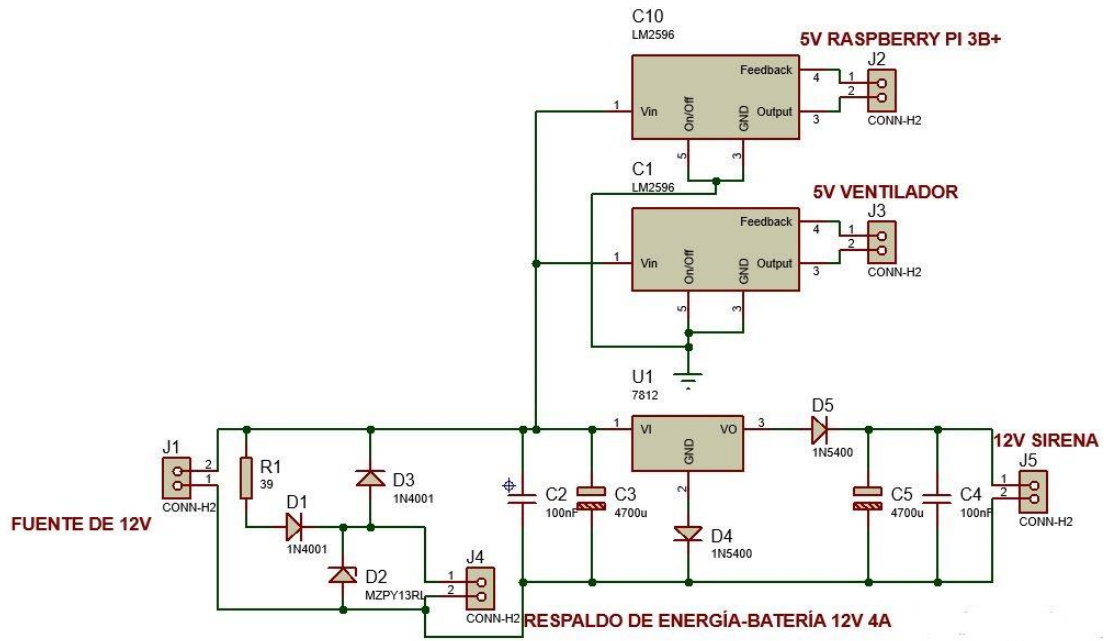 C10
LM2596
5V RASPBERRY PI 3B+
J2
1 Vin
Feedback 4
On/Off
GND
Output 3
5
3
1
2
CONN-H2
C1
LM2596
5V VENTILADOR
J3
1 Vin
Feedback 4
On/Off
GND
Output 3
5
3
1
2
CONN-H2
U1
7812
1 VI
VO 3
GND
2
D5
1N5400
12V SIRENA
J5
1
2
CONN-H2
J1
2
1
CONN-H2
FUENTE DE 12V
R1
39
D1
1N4001
D3
1N4001
D2
MZPY13RL
J4
1
2
CONN-H2
C2
100nF
C3
4700u
D4
1N5400
C5
4700u
C4
100nF
RESPALDO DE ENERGÍA-BATERÍA 12V 4A